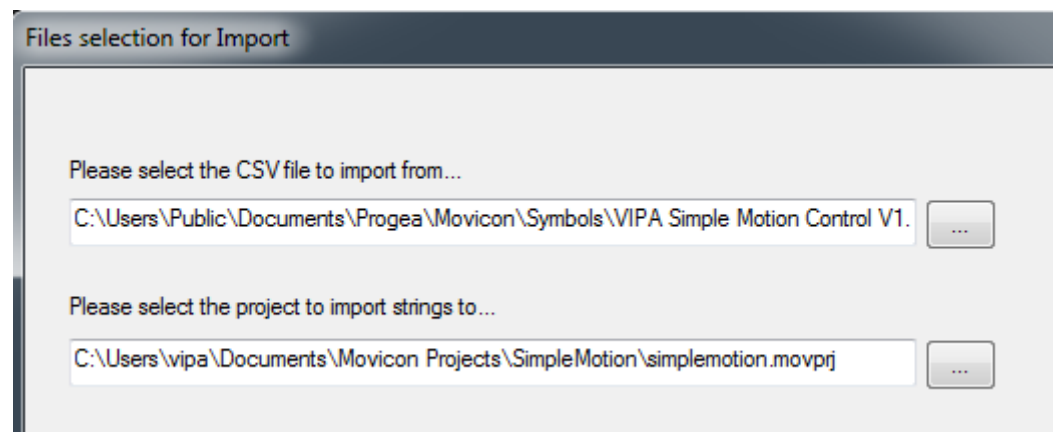 Files selection for Import
Please select the CSV file to import from...
C:\Users\Public\Documents\Progea\Movicon\Symbols\VIPA Simple Motion Control V1.
...
Please select the project to import strings to...
C:\Users\vipa\Documents\Movicon Projects\SimpleMotion\simplemotion.movprj
...